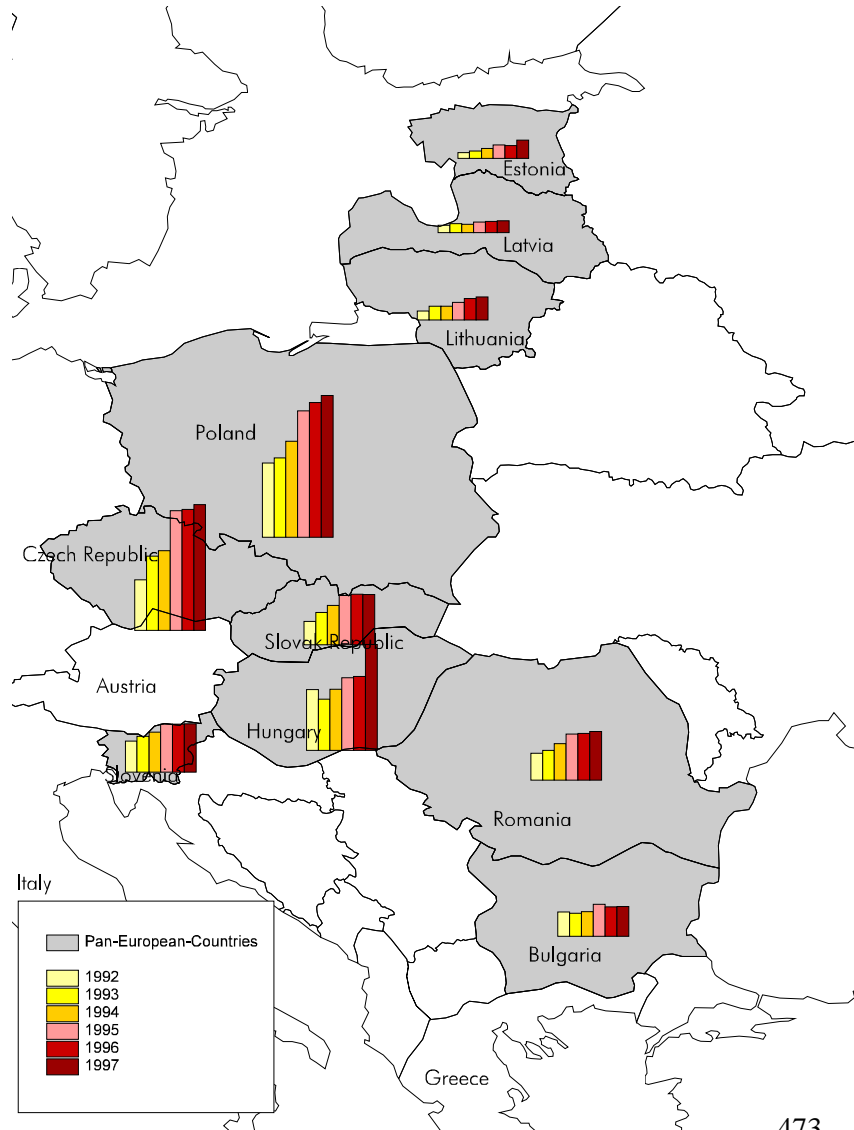 Estonia
Latvia
Lithuania
Poland
Czech Republic
Slovak Republic
Austria
Hungary
Slovenia
Romania
Italy
Pan-European-Countries
Bulgaria
1992
1993
1994
1995
1996
1997
Greece
473